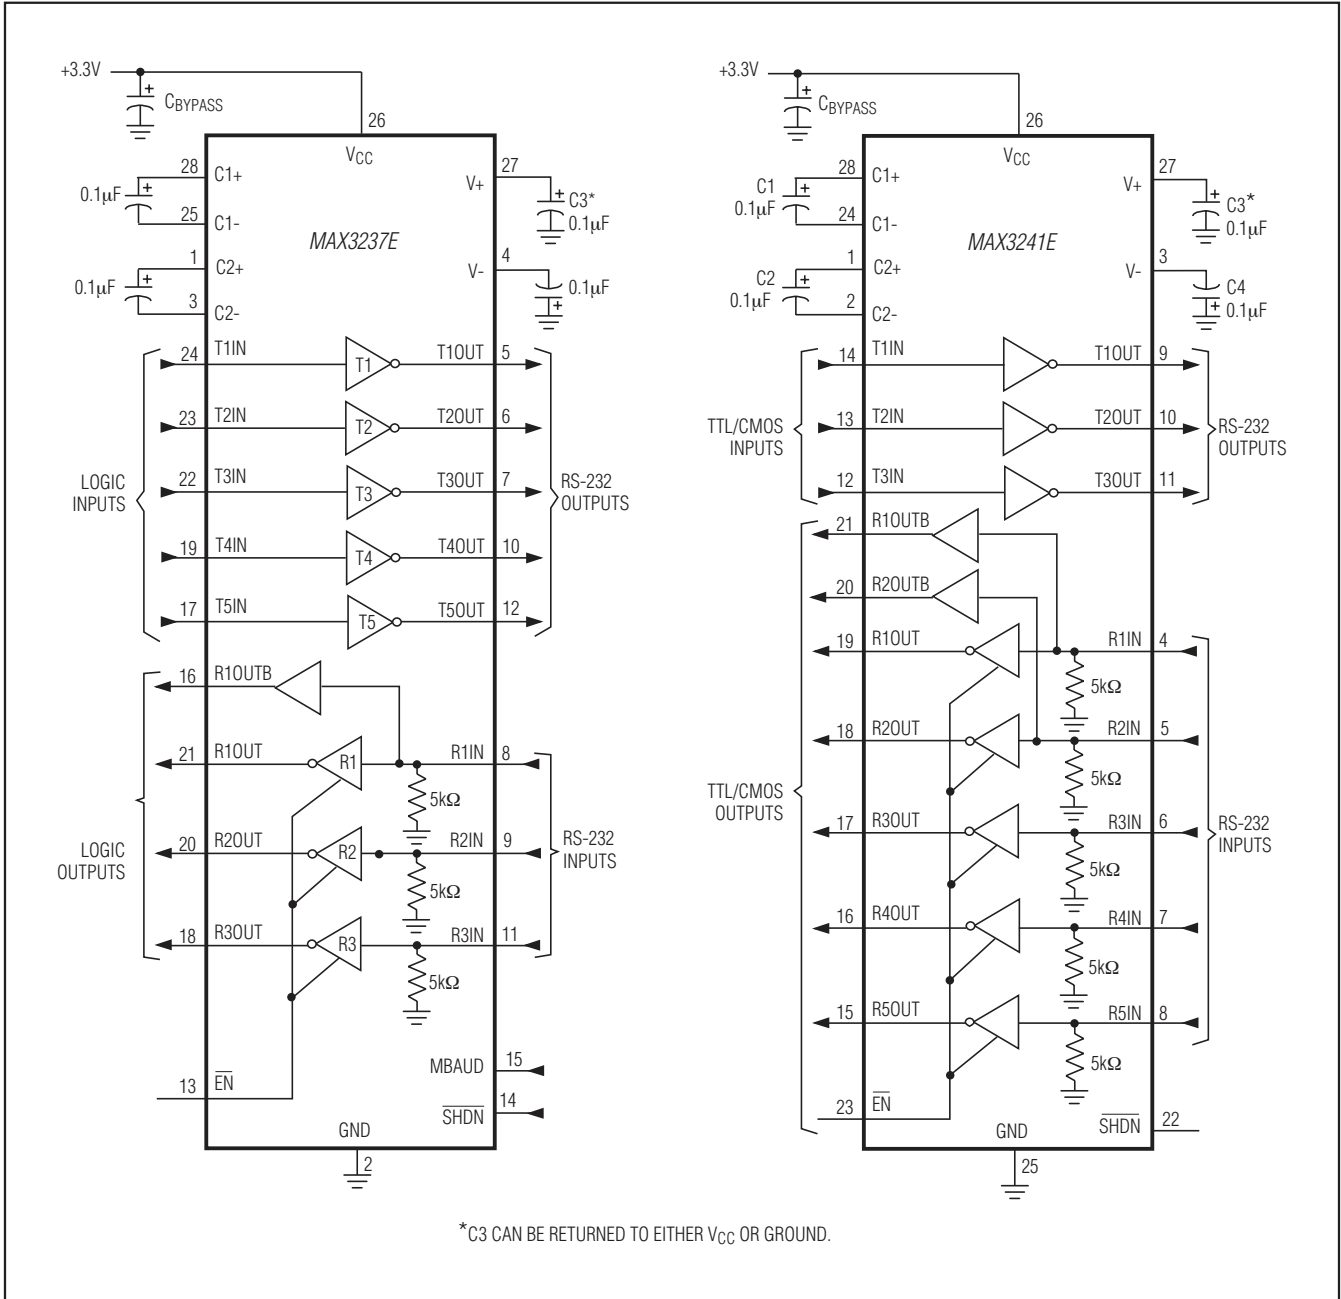 +3.3V
CBYPASS
26
VCC
28
C1+
0.1µF
25
C1-
1
C2+
0.1µF
3
C2-
MAX3237E
27
V+
+
C3*
0.1µF
4
V-
0.1µF
+
24
T1IN
T1
T1OUT
5
23
T2IN
T2
T2OUT
6
22
T3IN
T3
T3OUT
7
19
T4IN
T4
T4OUT
10
17
T5IN
T5
T5OUT
12
LOGIC
INPUTS
RS-232
OUTPUTS
16
R1OUTB
21
R1OUT
R1
R1IN
8
5kΩ
20
R2OUT
R2
R2IN
9
5kΩ
18
R3OUT
R3
R3IN
11
5kΩ
LOGIC
OUTPUTS
RS-232
INPUTS
MBAUD
15
13
EN
SHDN
14
GND
2
+3.3V
CBYPASS
26
VCC
28
C1+
C1
0.1µF
24
C1-
1
C2+
C2
0.1µF
2
C2-
MAX3241E
27
V+
+
C3*
0.1µF
3
V-
C4
+
0.1µF
14
T1IN
T1OUT
9
13
T2IN
T2OUT
10
12
T3IN
T3OUT
11
TTL/CMOS
INPUTS
RS-232
OUTPUTS
21
R1OUTB
20
R2OUTB
19
R1OUT
R1IN
4
5kΩ
18
R2OUT
R2IN
5
5kΩ
17
R3OUT
R3IN
6
5kΩ
16
R4OUT
R4IN
7
5kΩ
15
R5OUT
R5IN
8
5kΩ
TTL/CMOS
OUTPUTS
RS-232
INPUTS
23
EN
SHDN
22
GND
25
*C3 CAN BE RETURNED TO EITHER VCC OR GROUND.